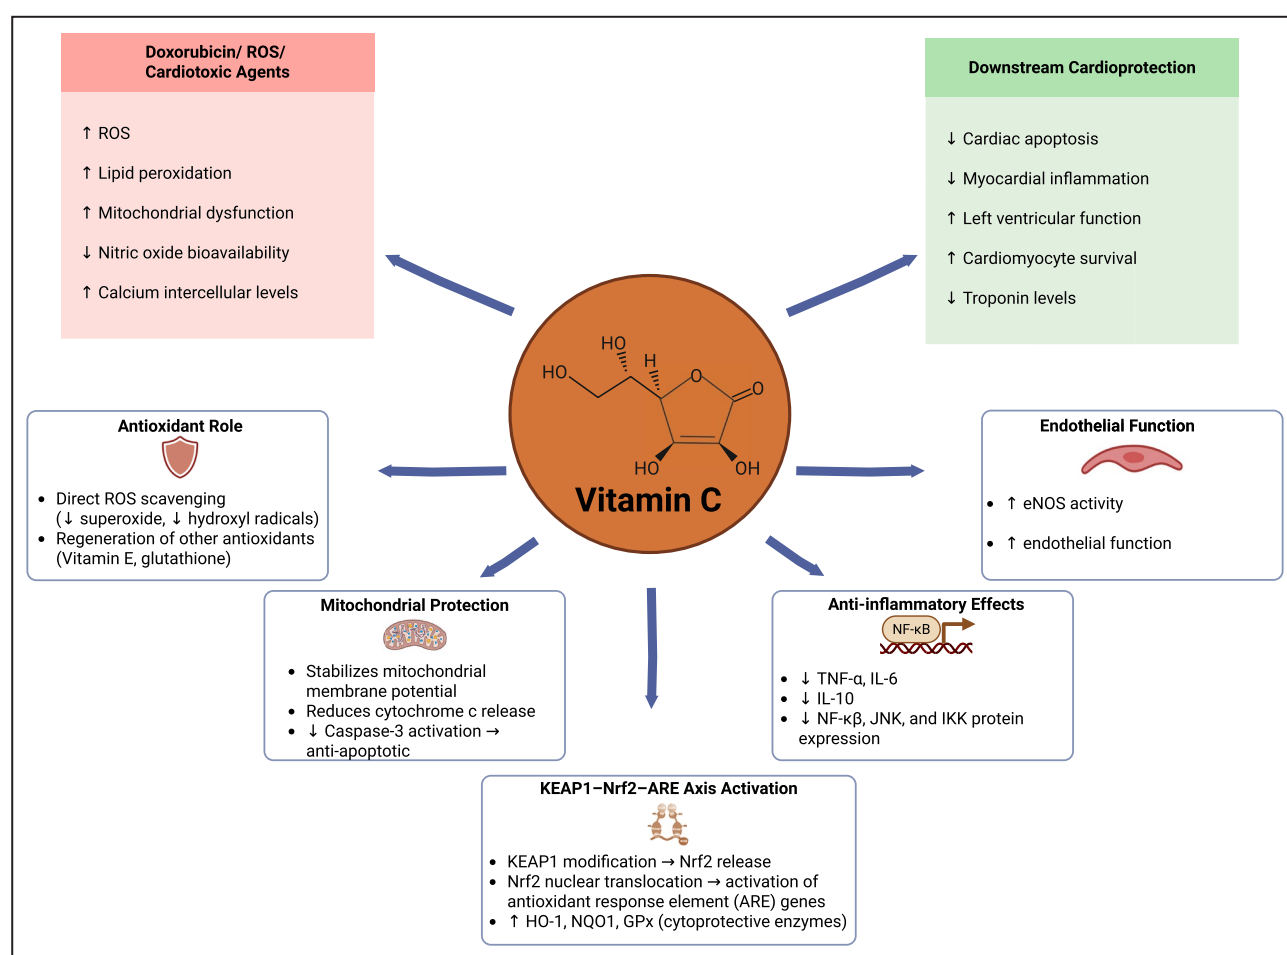 Doxorubicin/ ROS/
Cardiotoxic Agents
↑ ROS
↑ Lipid peroxidation
↑ Mitochondrial dysfunction
↓ Nitric oxide bioavailability
↑ Calcium intercellular levels
Downstream Cardioprotection
↓ Cardiac apoptosis
↓ Myocardial inflammation
↑ Left ventricular function
↑ Cardiomyocyte survival
↓ Troponin levels
HO
HO
H
O
O
HO
OH
Vitamin C
Antioxidant Role
• Direct ROS scavenging
(↓ superoxide, ↓ hydroxyl radicals)
• Regeneration of other antioxidants
(Vitamin E, glutathione)
Endothelial Function
• ↑ eNOS activity
• ↑ endothelial function
Mitochondrial Protection
• Stabilizes mitochondrial
membrane potential
• Reduces cytochrome c release
• ↓ Caspase-3 activation →
anti-apoptotic
Anti-inflammatory Effects
NF-κB
• ↓ TNF-α, IL-6
• ↓ IL-10
• ↓ NF-κβ, JNK, and IKK protein
expression
KEAP1–Nrf2–ARE Axis Activation
• KEAP1 modification → Nrf2 release
• Nrf2 nuclear translocation → activation of
antioxidant response element (ARE) genes
• ↑ HO-1, NQO1, GPx (cytoprotective enzymes)